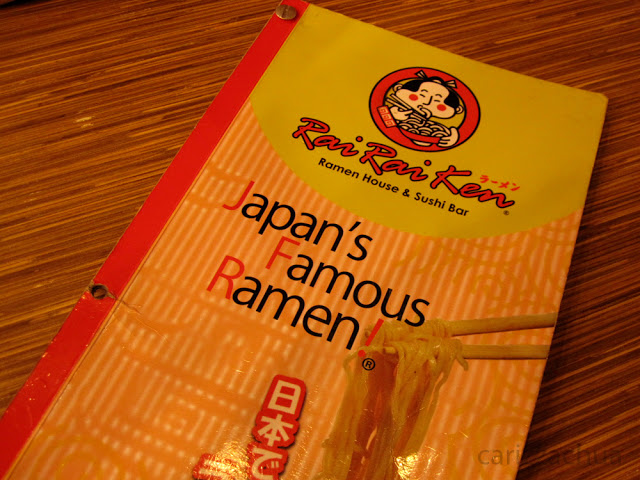 Rai Rai Ken
ラーメン
®
Ramen House & Sushi Bar
Japan's
Famous
Ramen!
®
日本で